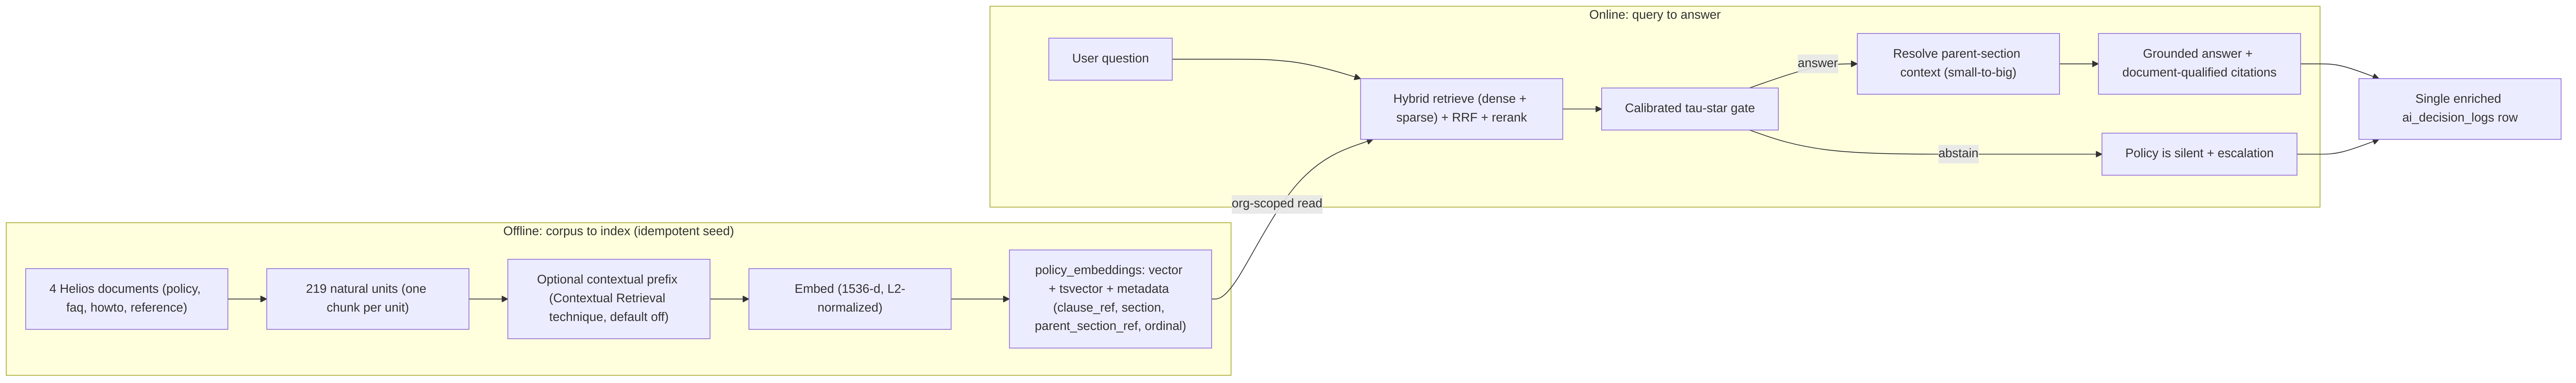 Online: query to answer
User question
Hybrid retrieve (dense +
sparse) + RRF + rerank
Calibrated tau-star gate
answer
Resolve parent-section
context (small-to-big)
Grounded answer +
document-qualified citations
abstain
Policy is silent + escalation
Single enriched
ai_decision_logs row
org-scoped read
Offline: corpus to index (idempotent seed)
4 Helios documents (policy,
faq, howto, reference)
219 natural units (one
chunk per unit)
Optional contextual prefix
(Contextual Retrieval
technique, default off)
Embed (1536-d, L2-
normalized)
policy_embeddings: vector
+ tsvector + metadata
(clause_ref, section,
parent_section_ref, ordinal)